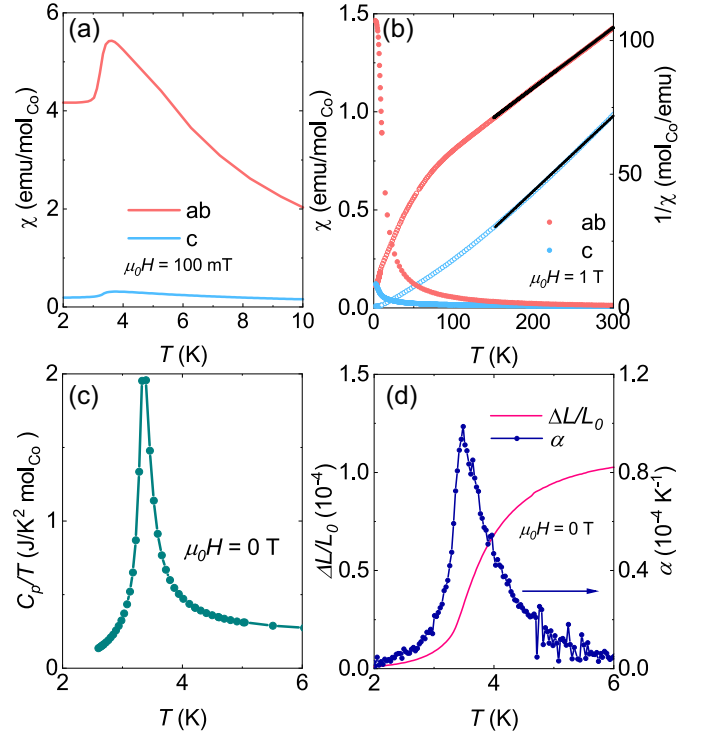 (a)
χ (emu/mol_Co)
6
4
2
0
ab
c
μ₀H = 100 mT
2 4 6 8 10
T (K)
(b)
χ (emu/mol_Co)
1.5
1.0
0.5
0.0
100
50
0
1/χ (mol_Co/emu)
ab
c
μ₀H = 1 T
0 100 200 300
T (K)
(c)
C_p/T (J/K² mol_Co)
2
1
0
μ₀H = 0 T
2 4 6
T (K)
(d)
ΔL/L₀ (10⁻⁴)
1.5
1.0
0.5
0.0
1.2
0.8
0.4
0.0
α (10⁻⁴ K⁻¹)
ΔL/L₀
α
μ₀H = 0 T
2 4 6
T (K)